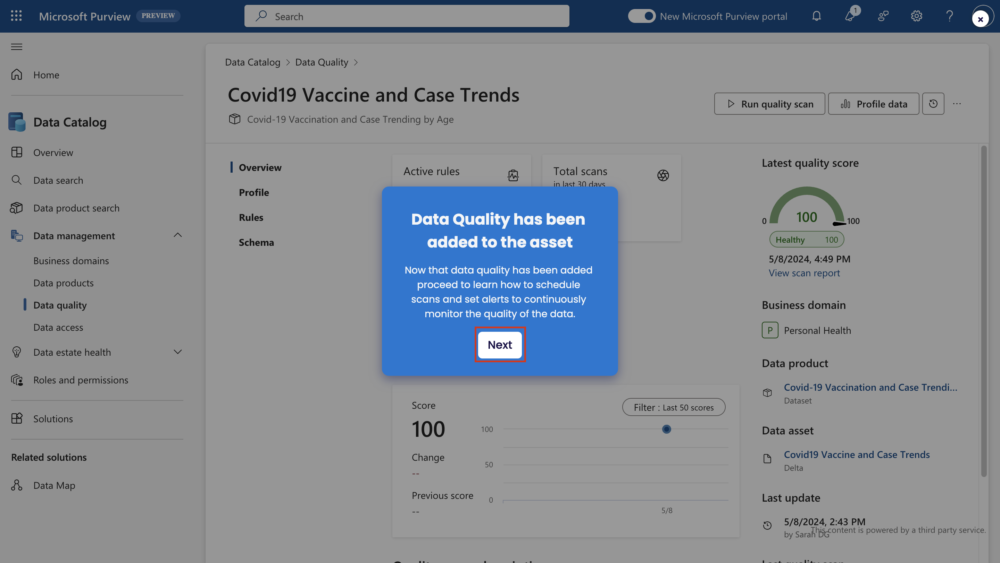 Microsoft Purview PREVIEW
Search
New Microsoft Purview portal
1
Home
Data Catalog
Overview
Data search
Data product search
Data management
Business domains
Data products
Data quality
Data access
Data estate health
Roles and permissions
Solutions
Related solutions
Data Map
Data Catalog > Data Quality >
Covid19 Vaccine and Case Trends
Covid-19 Vaccination and Case Trending by Age
Run quality scan
Profile data
Overview
Profile
Rules
Schema
Active rules
Total scans
in last 30 days
Data Quality has been
added to the asset
Now that data quality has been added
proceed to learn how to schedule
scans and set alerts to continuously
monitor the quality of the data.
Next
Score
100
Change
--
Previous score
--
Filter : Last 50 scores
100
50
0
5/8
Latest quality score
0
100
100
Healthy 100
5/8/2024, 4:49 PM
View scan report
Business domain
P Personal Health
Data product
Covid-19 Vaccination and Case Trendi...
Dataset
Data asset
Covid19 Vaccine and Case Trends
Delta
Last update
5/8/2024, 2:43 PM
by Sarah DG
This content is powered by a third party service.